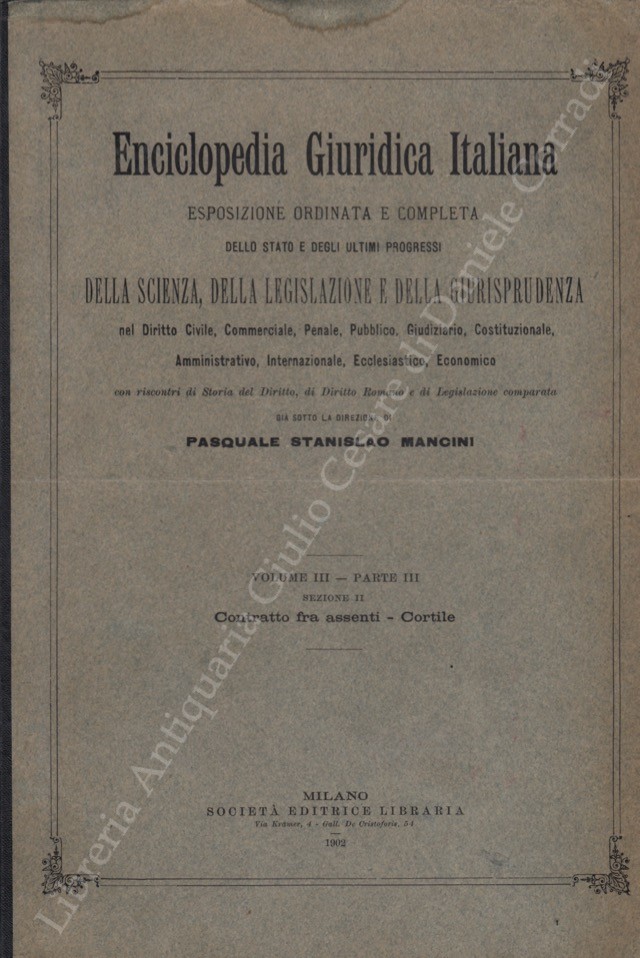 Enciclopedia Giuridica Italiana
ESPOSIZIONE ORDINATA E COMPLETA
DELLO STATO E DEGLI ULTIMI PROGRESSI
DELLA SCIENZA, DELLA LEGISLAZIONE E DELLA GIURISPRUDENZA
nel Diritto Civile, Commerciale, Penale, Pubblico, Giudiziario, Costituzionale,
Amministrativo, Internazionale, Ecclesiastico, Economico
con riscontri di Storia del Diritto, di Diritto Romano e di Legislazione comparata
GIÀ SOTTO LA DIREZIONE DI
PASQUALE STANISLAO MANCINI
VOLUME III — PARTE III
SEZIONE II
Contratto fra assenti - Cortile
MILANO
SOCIETÀ EDITRICE LIBRARIA
Via Kramer, 4 - Gall. De Cristoforis, 54
1902
Libreria Antiquaria Giulio Cesare di Daniele Corradi